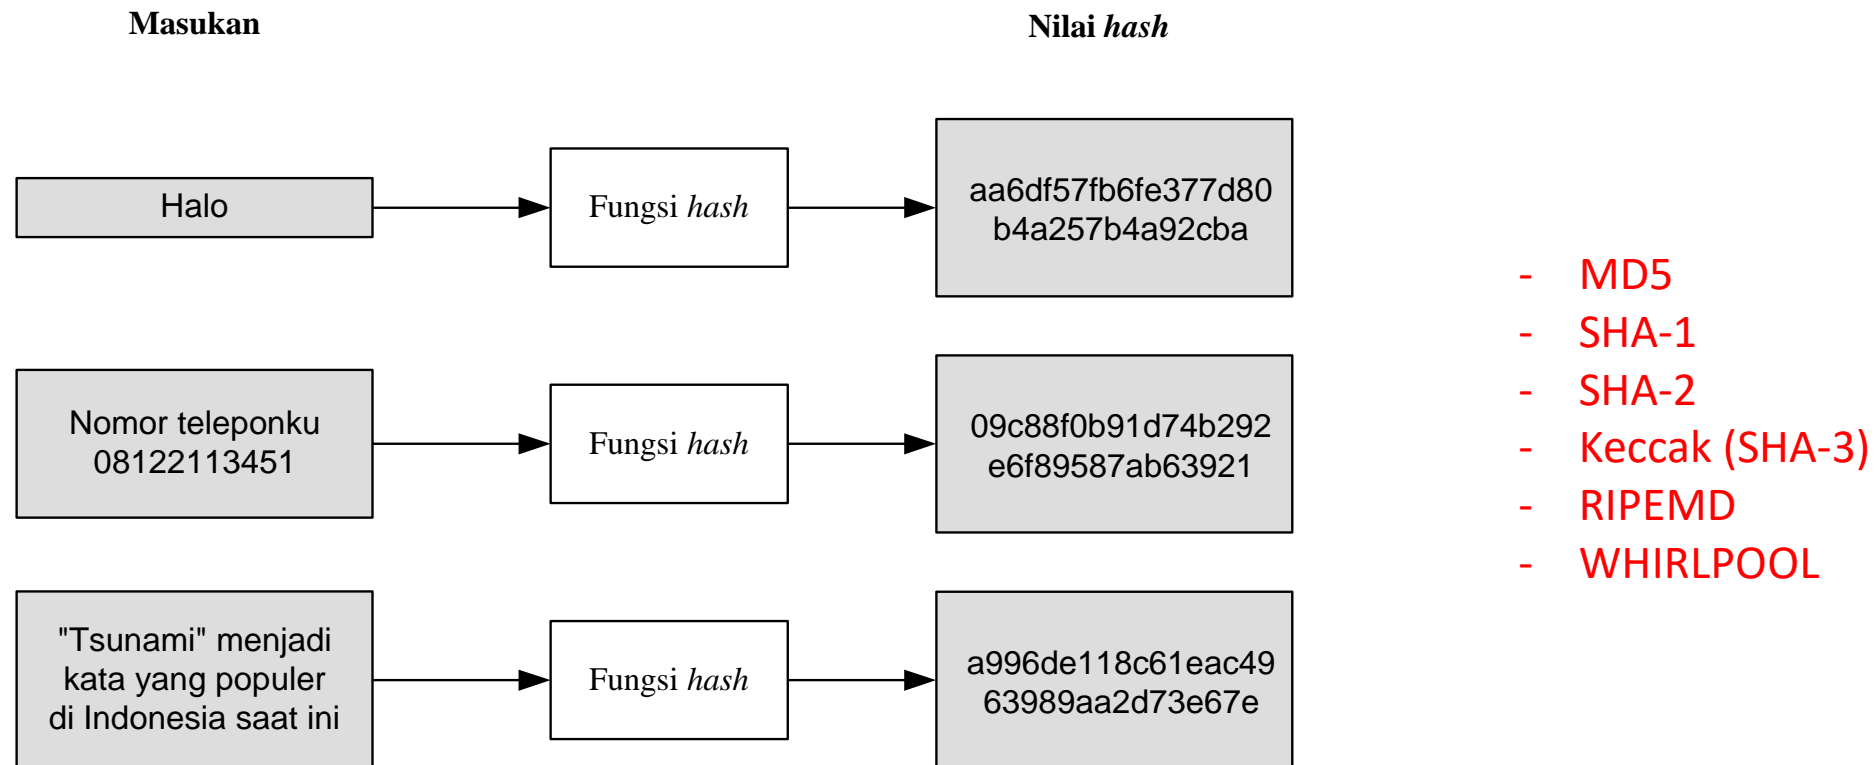 Masukan
Nilai hash
Halo
Fungsi hash
aa6df57fb6fe377d80
b4a257b4a92cba
Nomor teleponku
08122113451
Fungsi hash
09c88f0b91d74b292
e6f89587ab63921
"Tsunami" menjadi
kata yang populer
di Indonesia saat ini
Fungsi hash
a996de118c61eac49
63989aa2d73e67e
- MD5
- SHA-1
- SHA-2
- Keccak (SHA-3)
- RIPEMD
- WHIRLPOOL